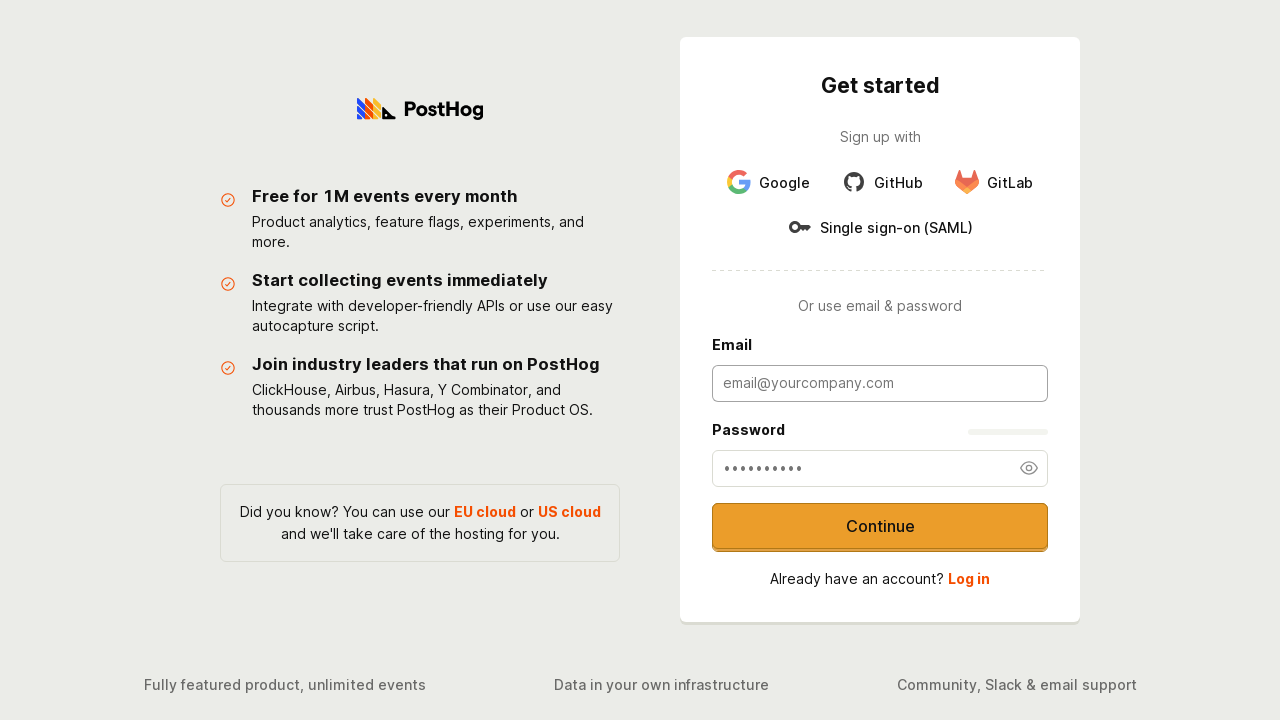 PostHog
Free for 1M events every month
Product analytics, feature flags, experiments, and
more.
Start collecting events immediately
Integrate with developer-friendly APIs or use our easy
autocapture script.
Join industry leaders that run on PostHog
ClickHouse, Airbus, Hasura, Y Combinator, and
thousands more trust PostHog as their Product OS.
Did you know? You can use our EU cloud or US cloud
and we'll take care of the hosting for you.
Get started
Sign up with
Google
GitHub
GitLab
Single sign-on (SAML)
Or use email & password
Email
email@yourcompany.com
Password
••••••••••
Continue
Already have an account? Log in
Fully featured product, unlimited events
Data in your own infrastructure
Community, Slack & email support